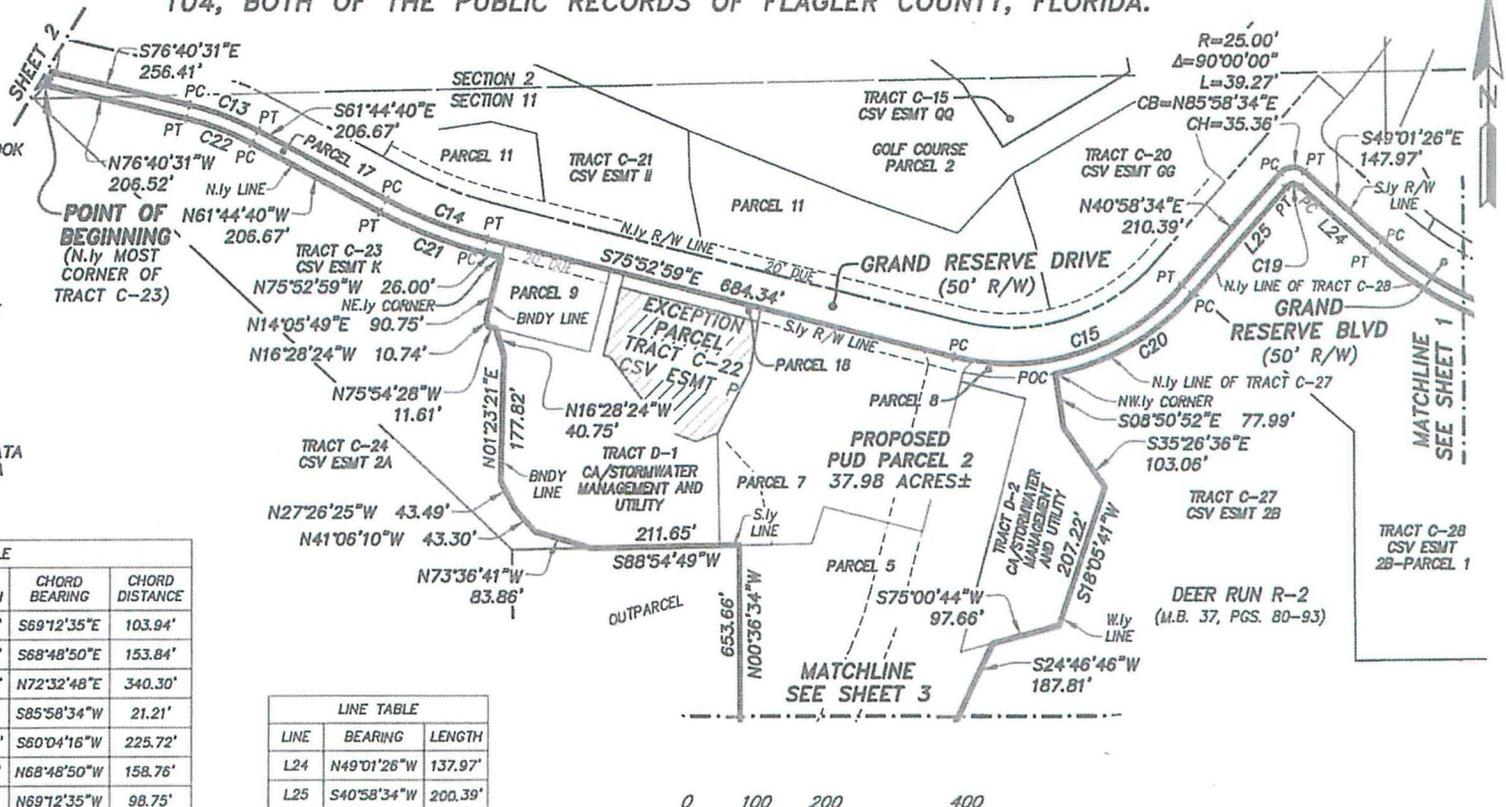 104, BOTH OF THE PUBLIC RECORDS OF FLAGLER COUNTY, FLORIDA.
SHEET 2
S76°40'31"E
256.41'
PC
C13
PT
S61°44'40"E
206.67'
SECTION 2
SECTION 11
PT
C22
PC
PARCEL 17
N76°40'31"W
206.52'
N.ly LINE
N61°44'40"W
206.67'
POINT OF
BEGINNING
(N.ly MOST
CORNER OF
TRACT C-23)
PC
C14
PT
PT
C21
PC
PARCEL 11
TRACT C-21
CSV ESMT II
PARCEL 11
TRACT C-15
CSV ESMT QQ
GOLF COURSE
PARCEL 2
TRACT C-20
CSV ESMT GG
R=25.00'
Δ=90°00'00"
L=39.27'
CB=N85°58'34"E
CH=35.36'
S49°01'26"E
147.97'
S.ly R/W
LINE
N
PC
PT
N40°58'34"E
210.39'
PT
PC
L25
L24
C19
PC
PT
N.ly LINE OF TRACT C-28
GRAND
RESERVE BLVD
(50' R/W)
MATCHLINE
SEE SHEET 1
TRACT C-23
CSV ESMT K
N75°52'59"W 26.00'
NE.ly CORNER
N14°05'49"E 90.75'
N16°28'24"W 10.74'
N75°54'28"W
11.61'
20' DUE
PARCEL 9
BNDY LINE
N.ly R/W LINE
S75°52'59"E
684.34'
20' DUE
GRAND RESERVE DRIVE
(50' R/W)
EXCEPTION
PARCEL
TRACT C-22
CSV ESMT P
S.ly R/W LINE
PARCEL 18
PC
C15
PT
PC
C20
POC
PARCEL 8
N.ly LINE OF TRACT C-27
NW.ly CORNER
S08°50'52"E 77.99'
S35°26'36"E
103.06'
N16°28'24"W
40.75'
N01°23'21"E
177.82'
TRACT C-24
CSV ESMT 2A
TRACT D-1
CA/STORMWATER
MANAGEMENT AND
UTILITY
BNDY
LINE
PARCEL 7
PROPOSED
PUD PARCEL 2
37.98 ACRES±
TRACT D-2
CA/STORMWATER
MANAGEMENT
AND UTILITY
207.22'
S18°05'41"W
TRACT C-27
CSV ESMT 2B
TRACT C-28
CSV ESMT
2B-PARCEL 1
N27°26'25"W 43.49'
N41°06'10"W 43.30'
211.65'
S88°54'49"W
S.ly
LINE
N73°36'41"W
83.86'
OUTPARCEL
653.66'
N00°36'34"W
PARCEL 5
S75°00'44"W
97.66'
W.ly
LINE
DEER RUN R-2
(M.B. 37, PGS. 80-93)
S24°46'46"W
187.81'
MATCHLINE
SEE SHEET 3
CHORD BEARING CHORD DISTANCE
S69°12'35"E 103.94'
S68°48'50"E 153.84'
N72°32'48"E 340.30'
S85°58'34"W 21.21'
S60°04'16"W 225.72'
N68°48'50"W 158.76'
N69°12'35"W 98.75'
LINE TABLE
LINE BEARING LENGTH
L24 N49°01'26"W 137.97'
L25 S40°58'34"W 200.39'
0 100 200 400